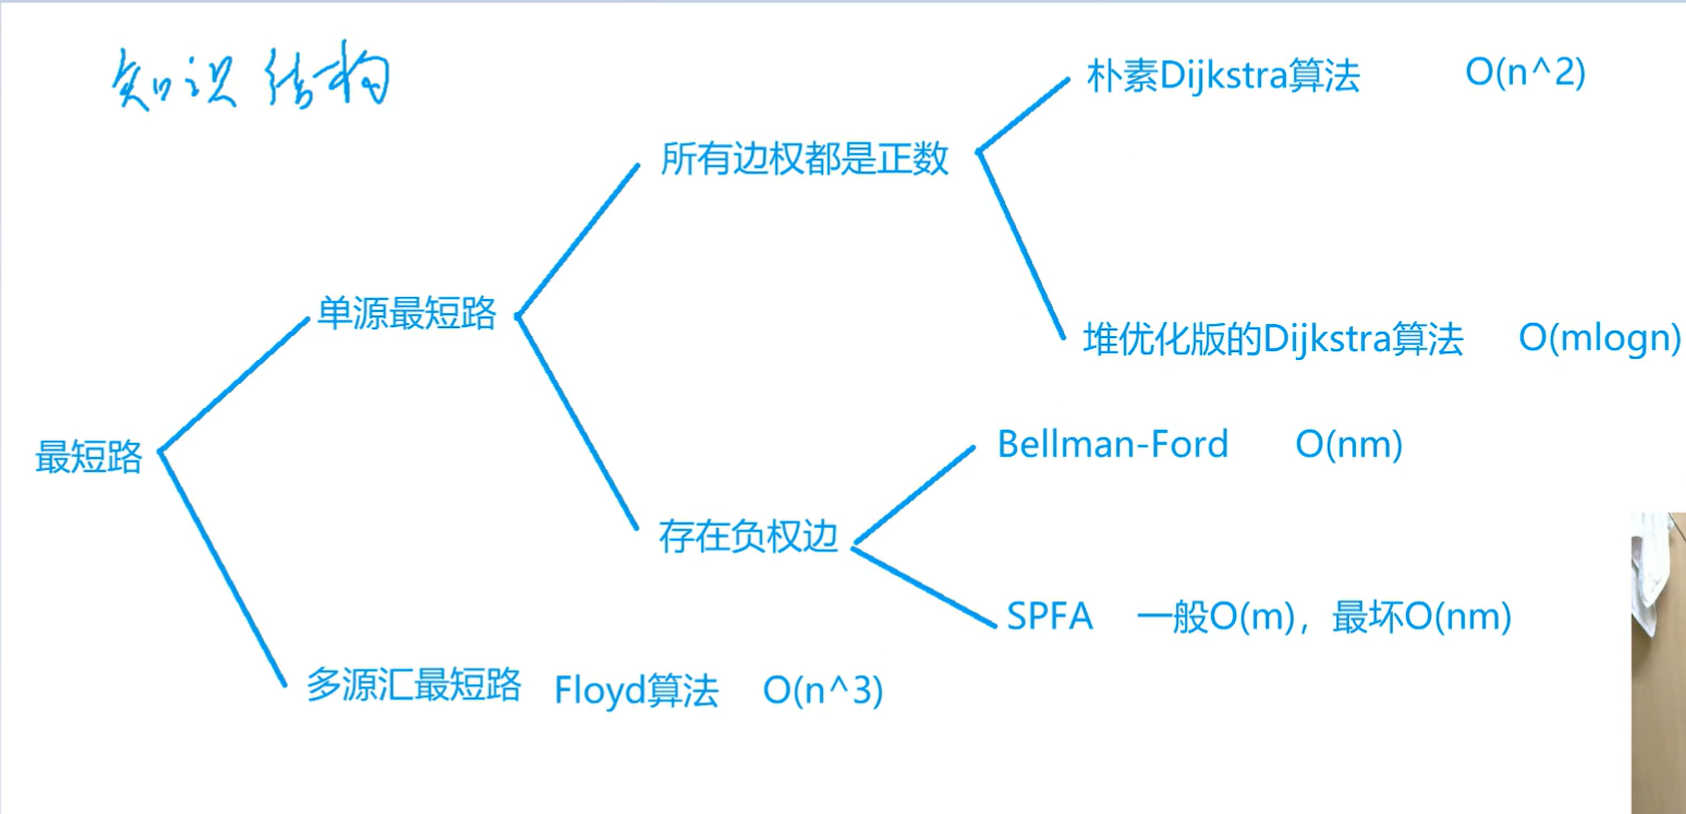 知识结构
朴素Dijkstra算法 O(n^2)
所有边权都是正数
单源最短路
堆优化版的Dijkstra算法 O(mlogn)
最短路
Bellman-Ford O(nm)
存在负权边
SPFA 一般O(m)，最坏O(nm)
多源汇最短路 Floyd算法 O(n^3)